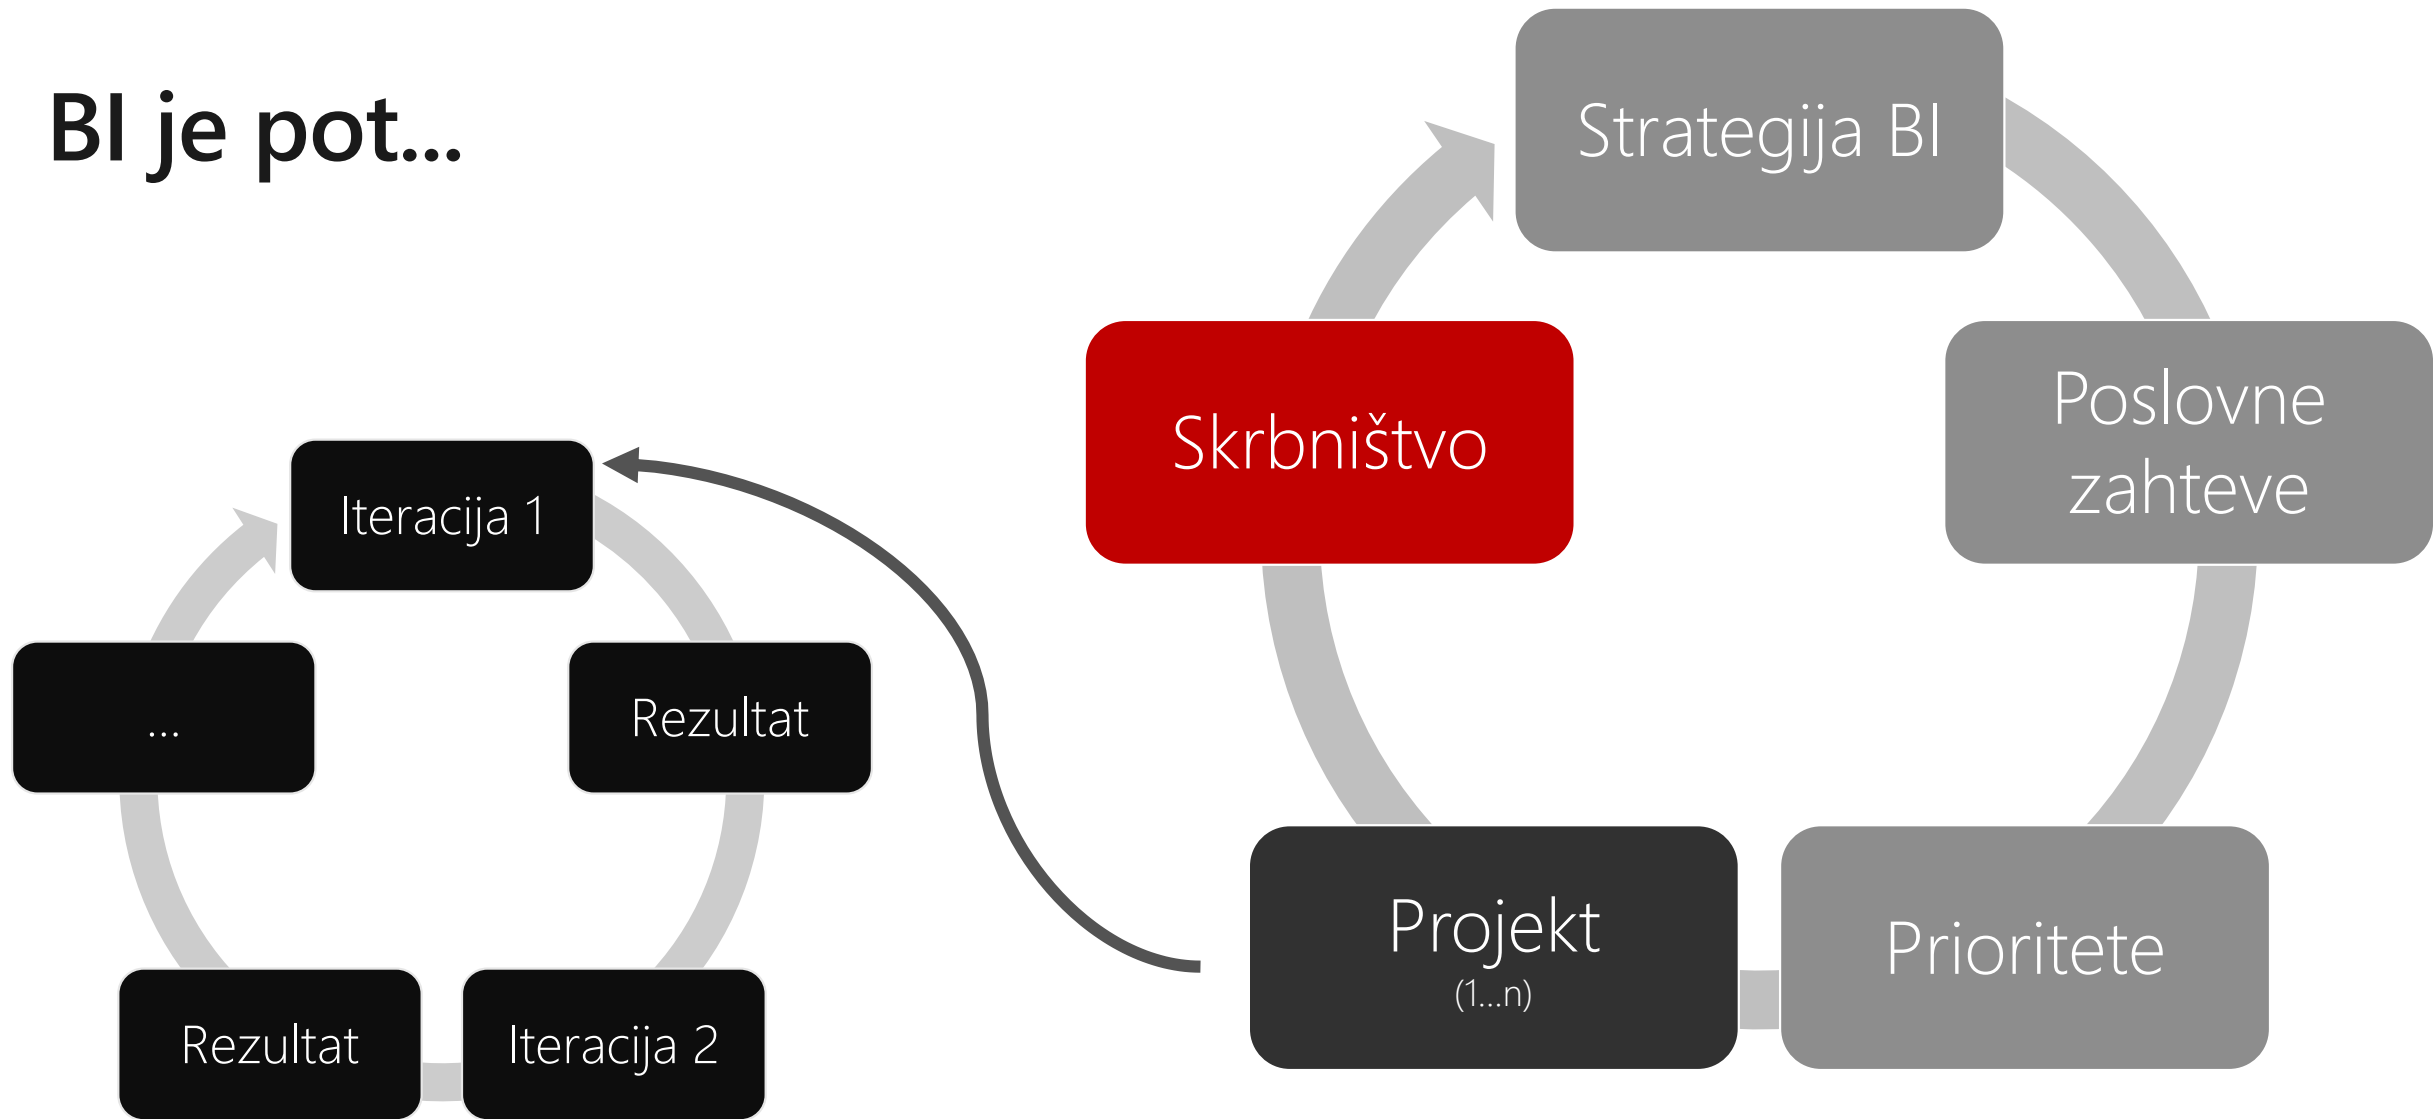 BI je pot...
Strategija BI
Poslovne
zahteve
Prioritete
Projekt
(1...n)
Skrbništvo
Iteracija 1
Rezultat
Iteracija 2
Rezultat
...